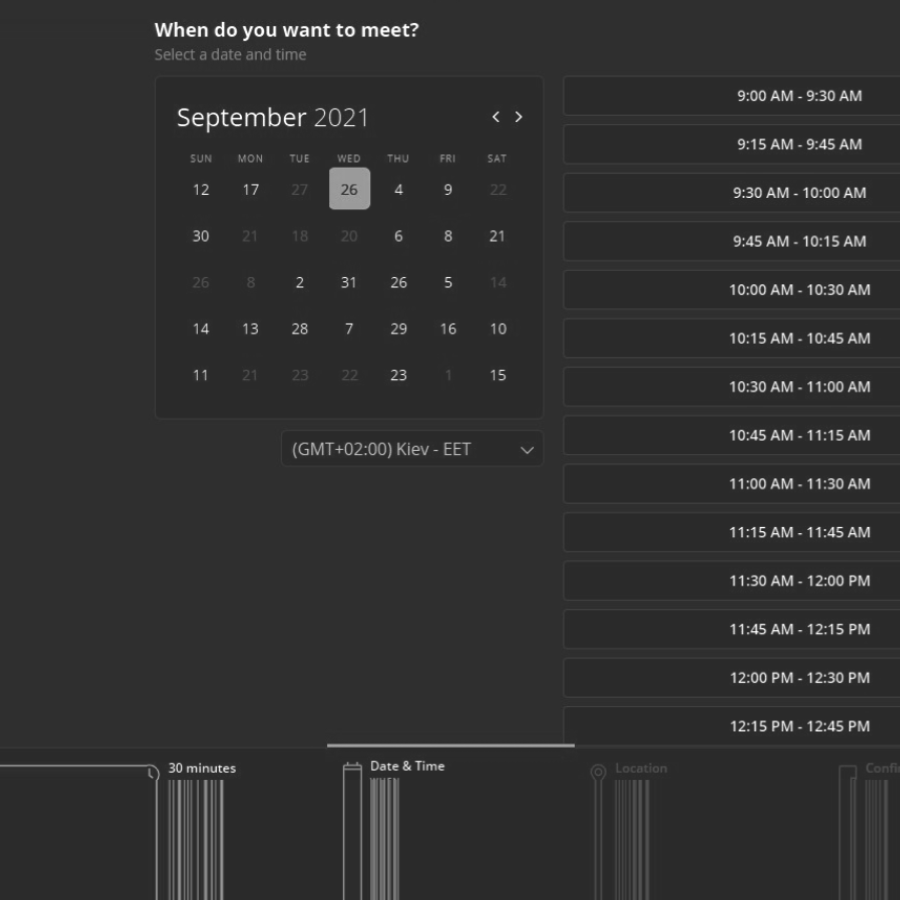 When do you want to meet?
Select a date and time
September 2021
SUN MON TUE WED THU FRI SAT
12 17 27 26 4 9 22
30 21 18 20 6 8 21
26 8 2 31 26 5 14
14 13 28 7 29 16 10
11 21 23 22 23 1 15
(GMT+02:00) Kiev - EET
9:00 AM - 9:30 AM
9:15 AM - 9:45 AM
9:30 AM - 10:00 AM
9:45 AM - 10:15 AM
10:00 AM - 10:30 AM
10:15 AM - 10:45 AM
10:30 AM - 11:00 AM
10:45 AM - 11:15 AM
11:00 AM - 11:30 AM
11:15 AM - 11:45 AM
11:30 AM - 12:00 PM
11:45 AM - 12:15 PM
12:00 PM - 12:30 PM
12:15 PM - 12:45 PM
30 minutes
Date & Time
Location
Confi